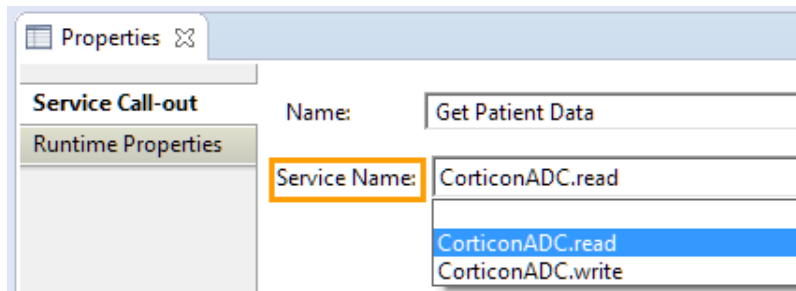 Properties
Service Call-out
Runtime Properties
Name: Get Patient Data
Service Name: CorticonADC.read
CorticonADC.read
CorticonADC.write